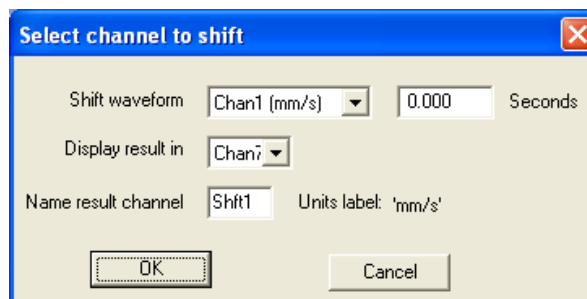 Select channel to shift
Shift waveform Chan1 (mm/s) 0.000 Seconds
Display result in Chan7
Name result channel Shft1 Units label: 'mm/s'
OK Cancel